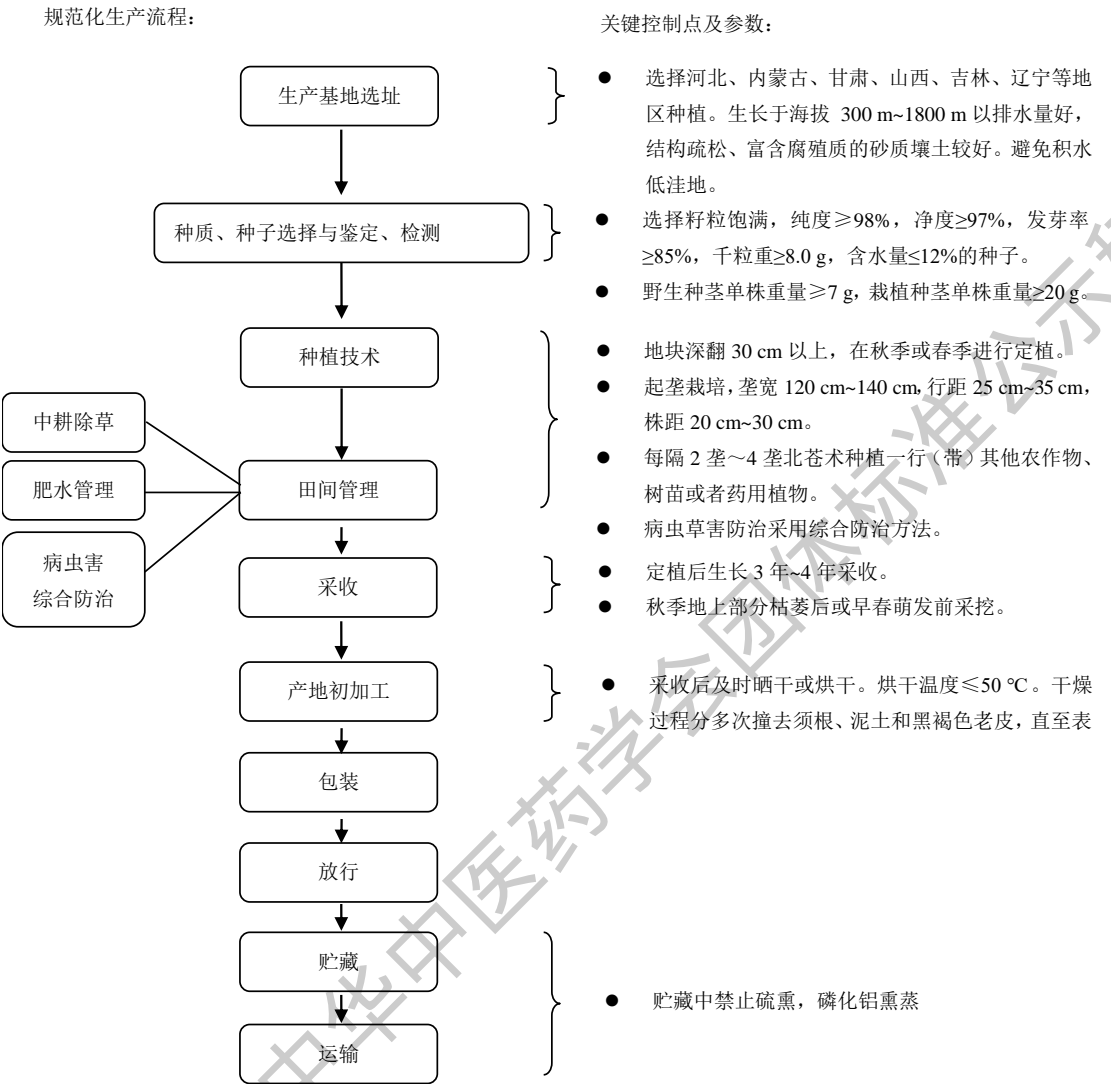 规范化生产流程：
关键控制点及参数：
生产基地选址
● 选择河北、内蒙古、甘肃、山西、吉林、辽宁等地
区种植。生长于海拔 300 m~1800 m 以排水量好，
结构疏松、富含腐殖质的砂质壤土较好。避免积水
低洼地。
种质、种子选择与鉴定、检测
● 选择籽粒饱满，纯度≥98%，净度≥97%，发芽率
≥85%，千粒重≥8.0 g，含水量≤12%的种子。
● 野生种茎单株重量≥7 g，栽植种茎单株重量≥20 g。
种植技术
● 地块深翻 30 cm 以上，在秋季或春季进行定植。
● 起垄栽培，垄宽 120 cm~140 cm，行距 25 cm~35 cm，
株距 20 cm~30 cm。
● 每隔 2 垄～4 垄北苍术种植一行（带）其他农作物、
树苗或者药用植物。
● 病虫草害防治采用综合防治方法。
中耕除草
肥水管理
病虫害
综合防治
田间管理
采收
● 定植后生长 3 年~4 年采收。
● 秋季地上部分枯萎后或早春萌发前采挖。
产地初加工
● 采收后及时晒干或烘干。烘干温度≤50 ℃。干燥
过程分多次撞去须根、泥土和黑褐色老皮，直至表
包装
放行
贮藏
运输
● 贮藏中禁止硫熏，磷化铝熏蒸
中华中医药学会团体标准公示